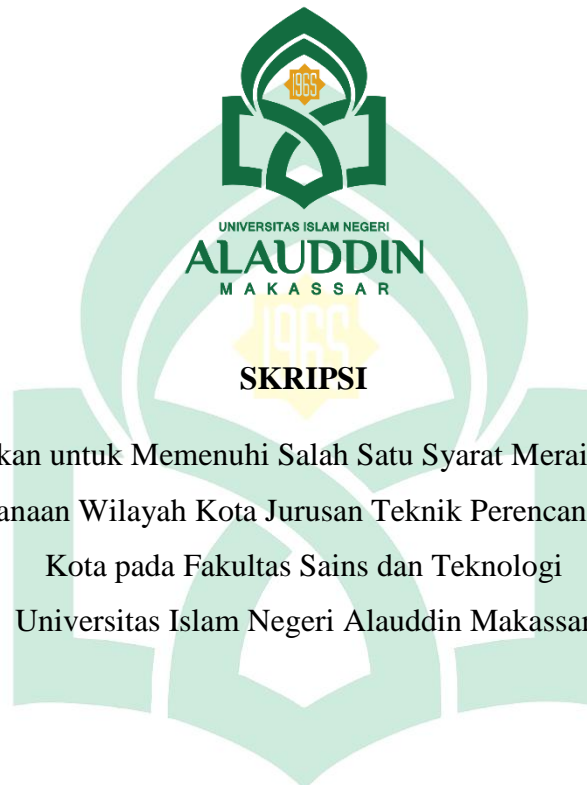 1965
UNIVERSITAS ISLAM NEGERI
ALAUDDIN
MAKASSAR
1965
SKRIPSI
kan untuk Memenuhi Salah Satu Syarat Merai
anaan Wilayah Kota Jurusan Teknik Perencan
Kota pada Fakultas Sains dan Teknologi
Universitas Islam Negeri Alauddin Makassar